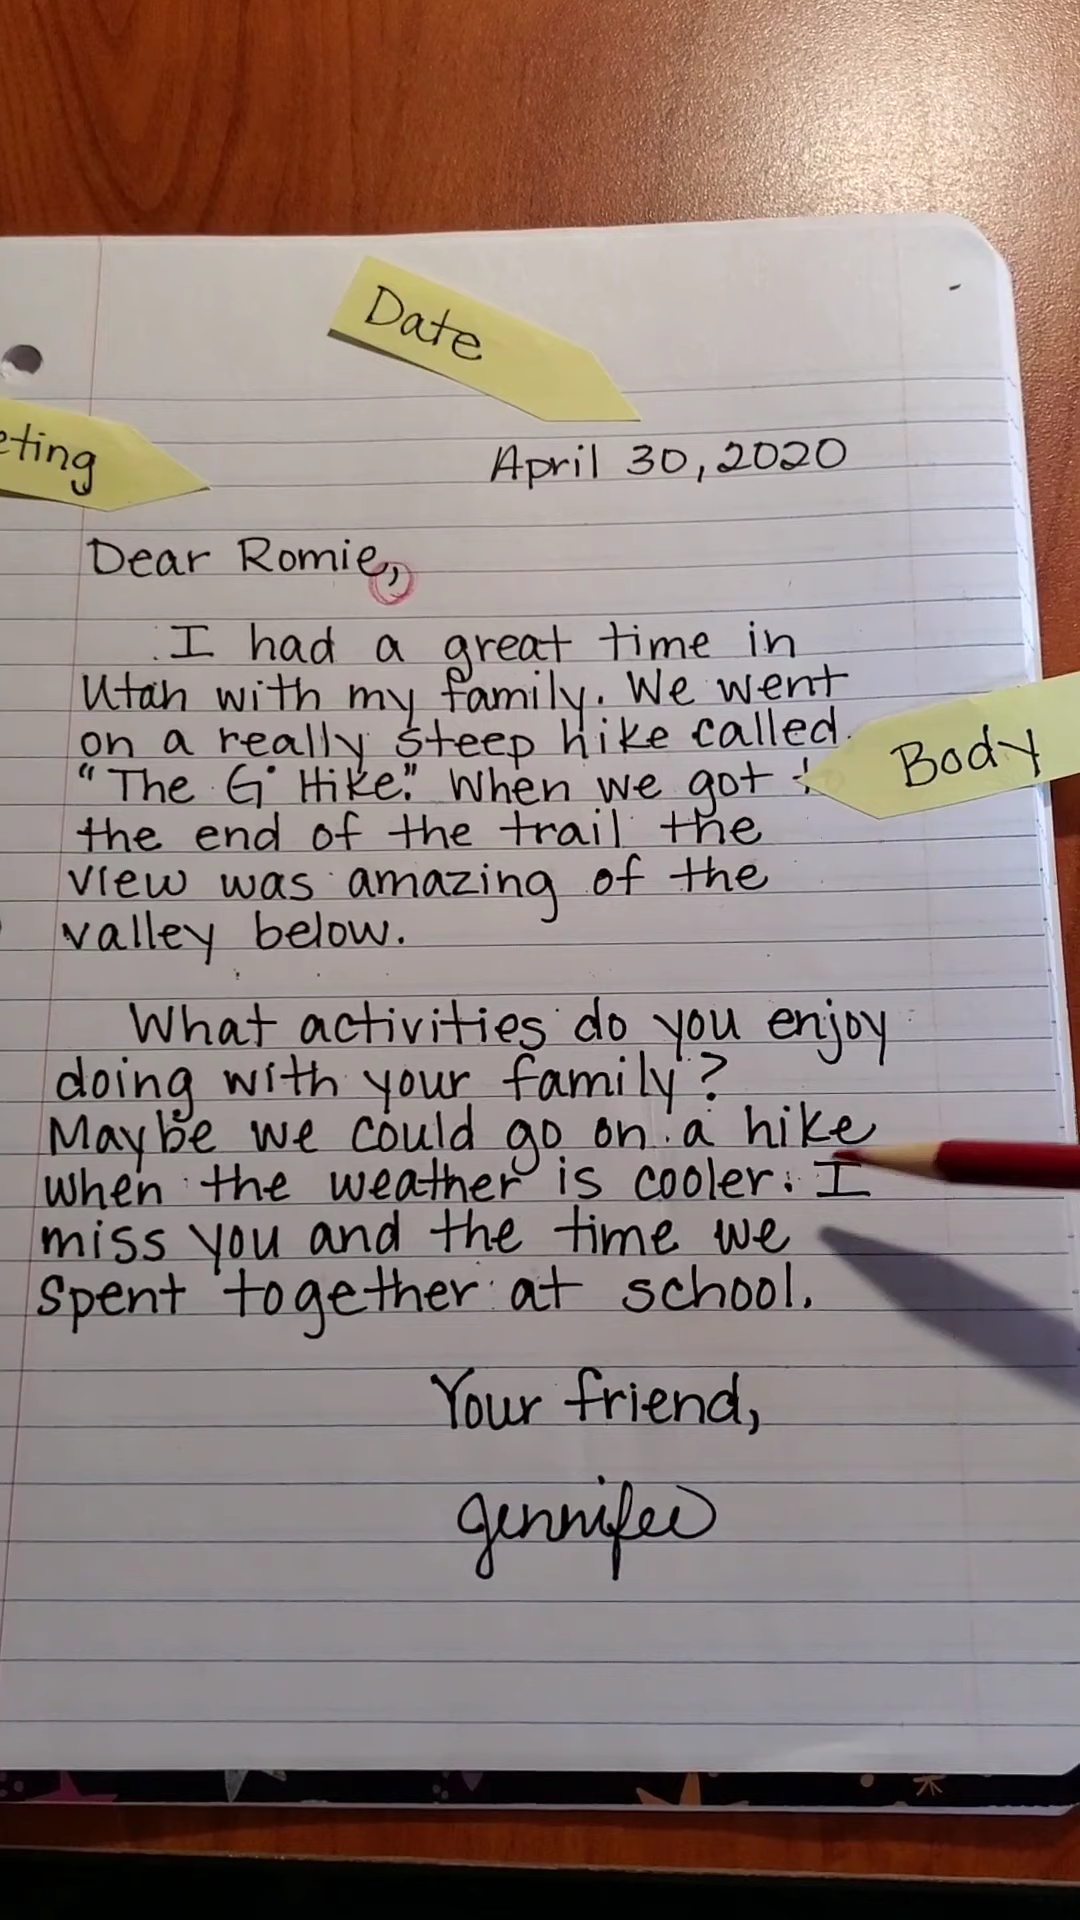 Date
eting
April 30, 2020
Dear Romie,
I had a great time in
Utah with my family. We went
on a really steep hike called
"The G Hike." When we got
Body
the end of the trail the
view was amazing of the
valley below.
What activities do you enjoy
doing with your family?
Maybe we could go on a hike
when the weather is cooler. I
miss you and the time we
spent together at school.
Your friend,
Jennifer